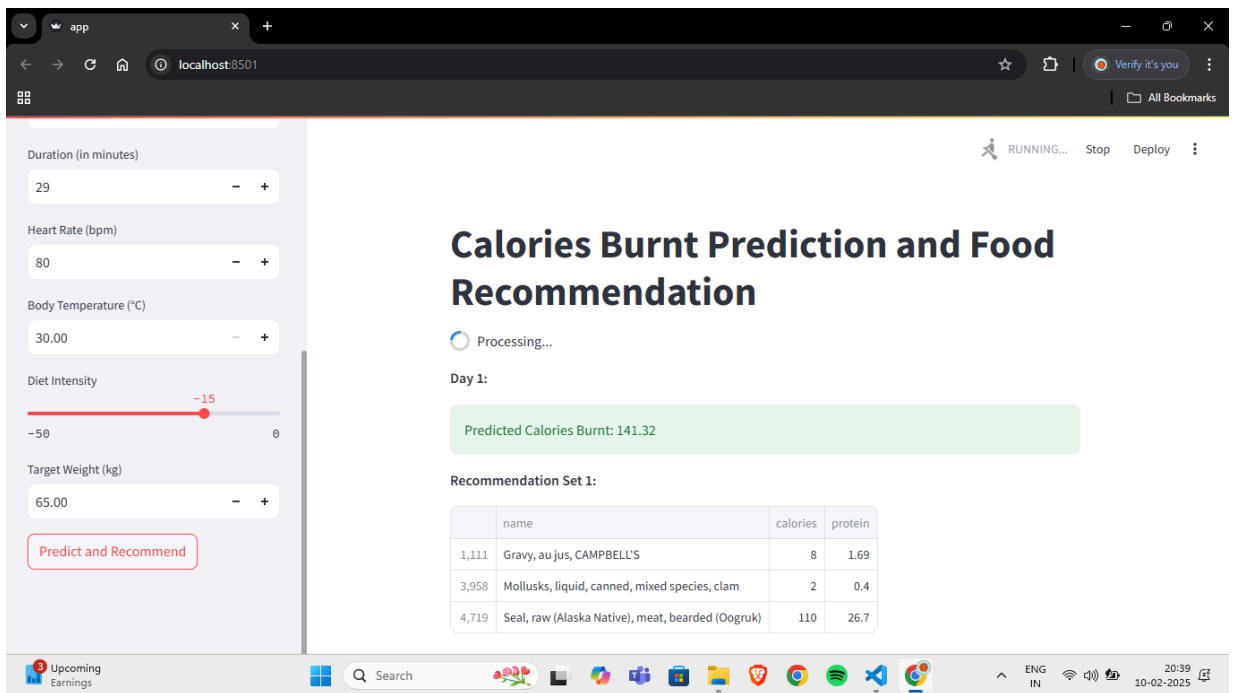 app
localhost:8501
Verify it's you
All Bookmarks
Duration (in minutes)
29
Heart Rate (bpm)
80
Body Temperature (°C)
30.00
Diet Intensity
-15
-50 0
Target Weight (kg)
65.00
Predict and Recommend
RUNNING... Stop Deploy
Calories Burnt Prediction and Food
Recommendation
Processing...
Day 1:
Predicted Calories Burnt: 141.32
Recommendation Set 1:
name calories protein
1,111 Gravy, au jus, CAMPBELL'S 8 1.69
3,958 Mollusks, liquid, canned, mixed species, clam 2 0.4
4,719 Seal, raw (Alaska Native), meat, bearded (Oogruk) 110 26.7
3
Upcoming
Earnings
Search
ENG
IN
20:39
10-02-2025